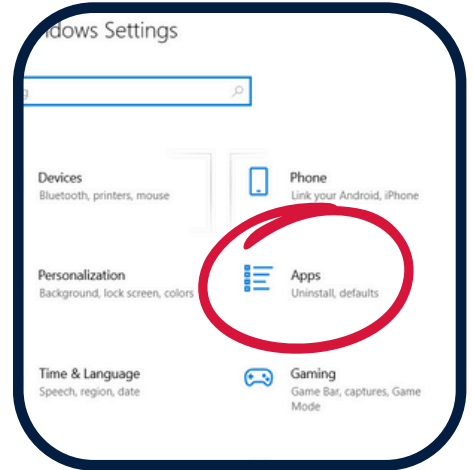 dows Settings
g
Devices
Bluetooth, printers, mouse
Phone
Link your Android, iPhone
Personalization
Background, lock screen, colors
Apps
Uninstall, defaults
Time & Language
Speech, region, date
Gaming
Game Bar, captures, Game
Mode